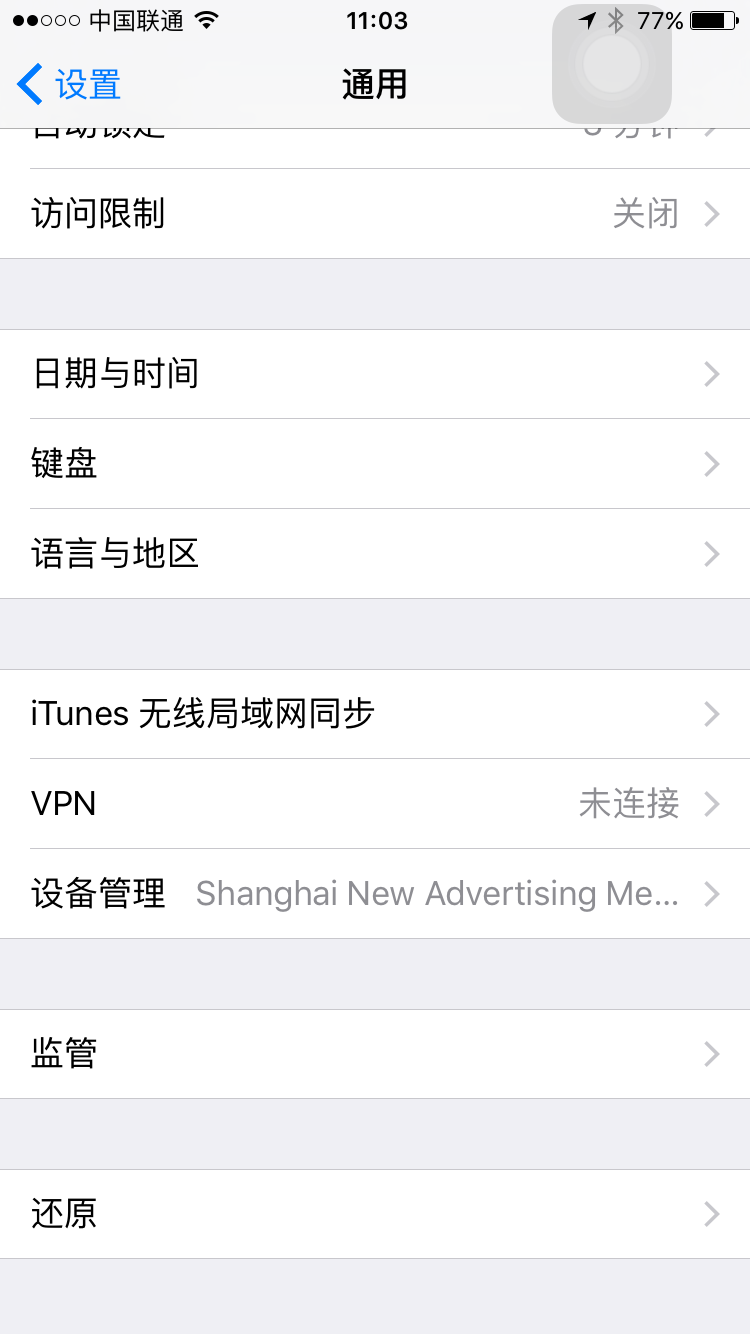 中国联通 11:03 77%
设置 通用
访问限制 关闭
日期与时间
键盘
语言与地区
iTunes 无线局域网同步
VPN 未连接
设备管理 Shanghai New Advertising Me...
监管
还原